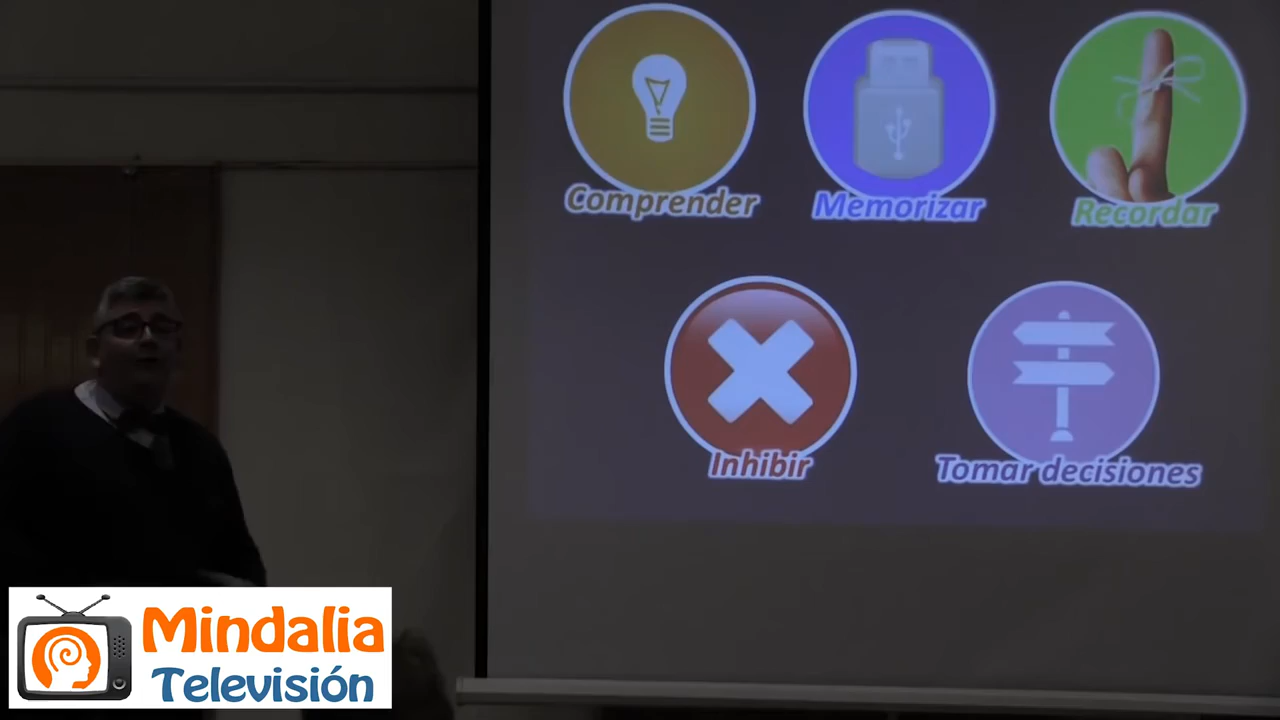 Comprender
Memorizar
Recordar
Inhibir
Tomar decisiones
Mindalia
Televisión